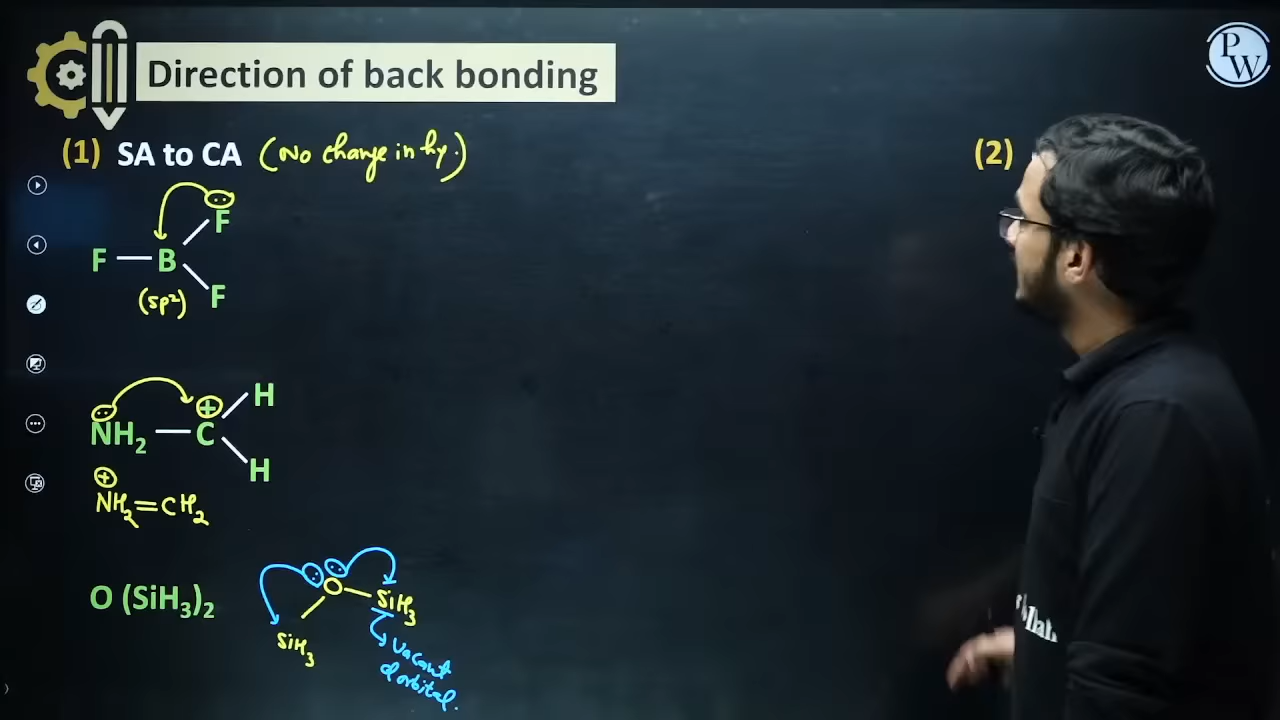 Direction of back bonding
PW
(1) SA to CA (No change in hy.)
(2)
F
F — B
F
(sp²)
H
⊕
NH₂ — C
H
⊕
NH₂=CH₂
O (SiH₃)₂
O
SiH₃
SiH₃
Vacant
d orbital.